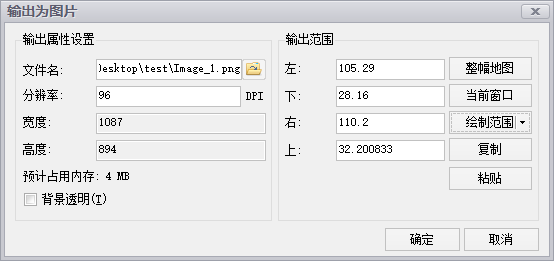 输出为图片
输出属性设置
文件名: )esktop\test\Image_1.png
分辨率: 96 DPI
宽度: 1087
高度: 894
预计占用内存: 4 MB
背景透明(T)
输出范围
左: 105.29 整幅地图
下: 28.16 当前窗口
右: 110.2 绘制范围
上: 32.200833 复制
粘贴
确定 取消